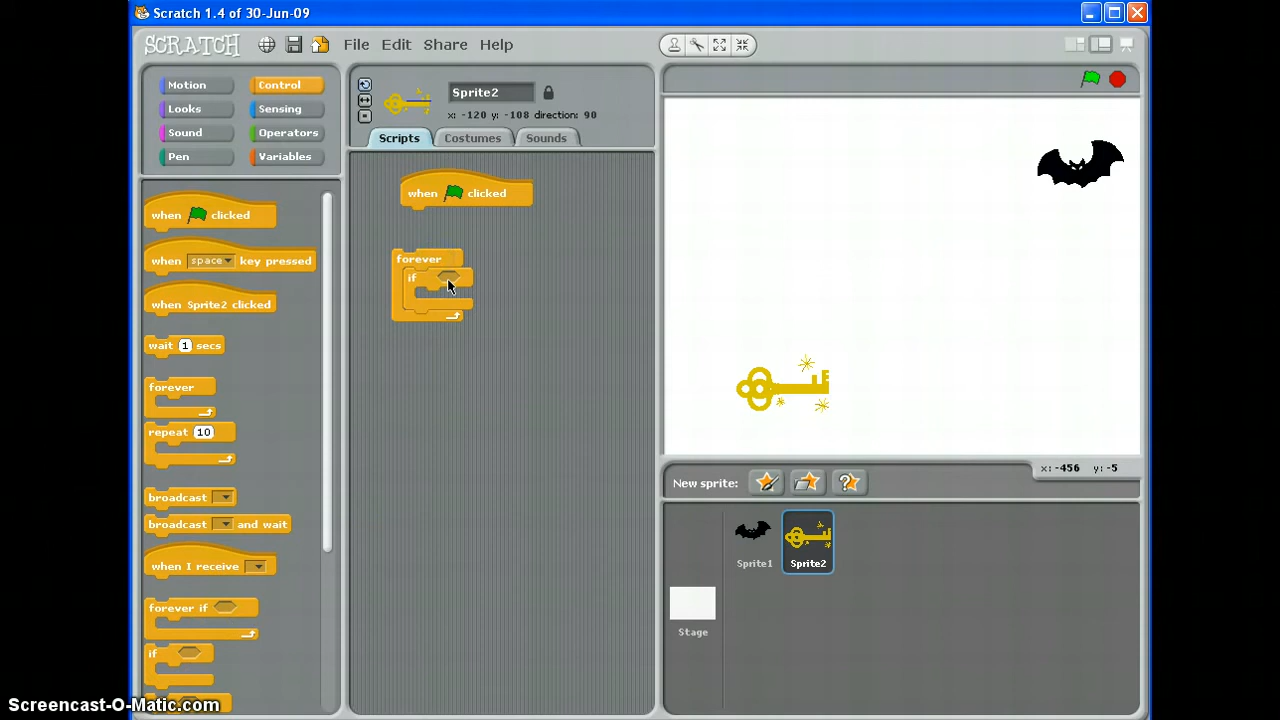 Scratch 1.4 of 30-Jun-09
SCRATCH File Edit Share Help
Motion Control
Looks Sensing
Sound Operators
Pen Variables
when clicked
when space key pressed
when Sprite2 clicked
wait 1 secs
forever
repeat 10
broadcast
broadcast and wait
when I receive
forever if
if
Sprite2
x: -120 y: -108 direction: 90
Scripts Costumes Sounds
when clicked
forever
if
x: -456 y: -5
New sprite:
Sprite1 Sprite2
Stage
Screencast-O-Matic.com